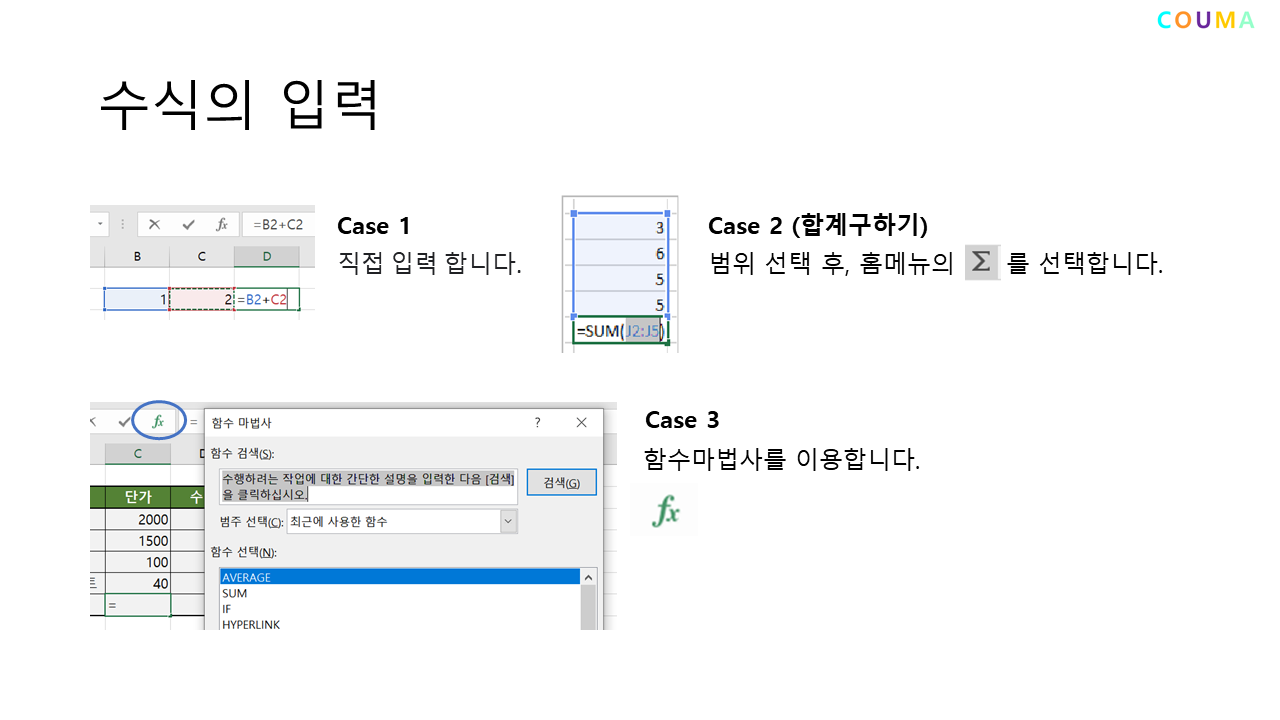 COUMA
수식의 입력
=B2+C2
B C D
1 2 =B2+C2
Case 1
직접 입력 합니다.
3
6
5
5
=SUM(J2:J5)
Case 2 (합계구하기)
범위 선택 후, 홈메뉴의 Σ 를 선택합니다.
fx =
C
단가 수
2000
1500
100
40
=
함수 마법사 ?
함수 검색(S):
수행하려는 작업에 대한 간단한 설명을 입력한 다음 [검색]
을 클릭하십시오.
검색(G)
범주 선택(C): 최근에 사용한 함수
함수 선택(N):
AVERAGE
SUM
IF
HYPERLINK
Case 3
함수마법사를 이용합니다.
fx